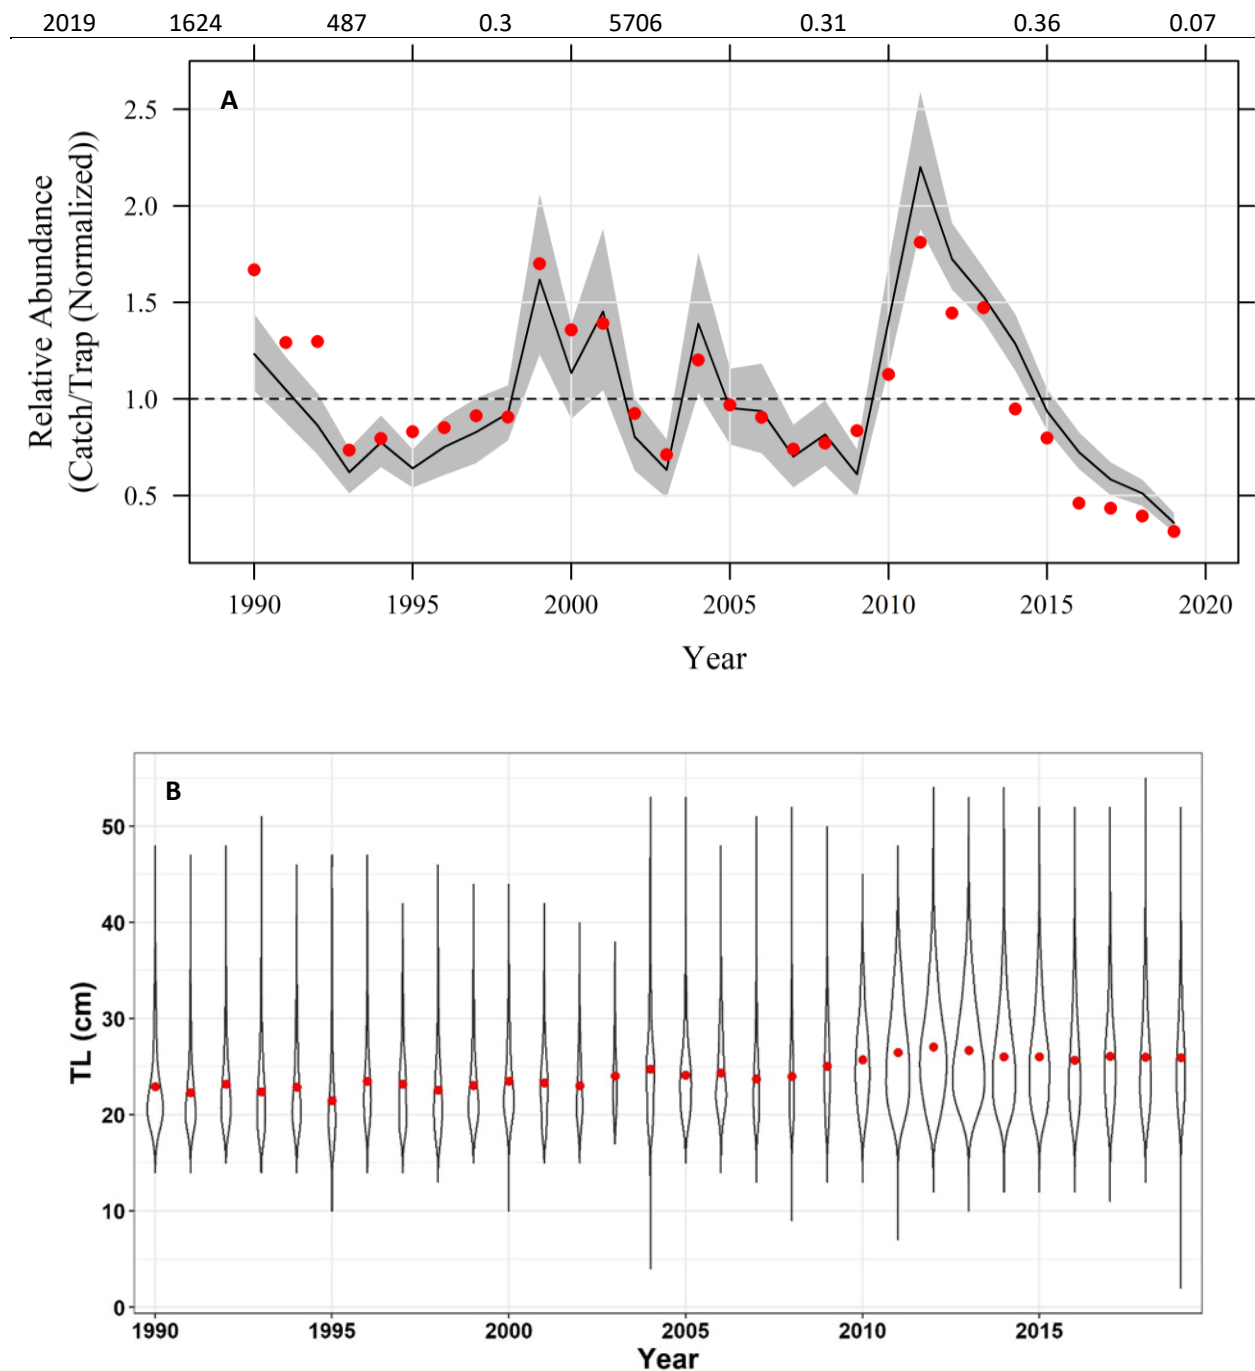 2019 1624 487 0.3 5706 0.31 0.36 0.07
A
Relative Abundance
(Catch/Trap (Normalized))
2.5
2.0
1.5
1.0
0.5
1990 1995 2000 2005 2010 2015 2020
Year
B
TL (cm)
50
40
30
20
10
0
1990 1995 2000 2005 2010 2015
Year